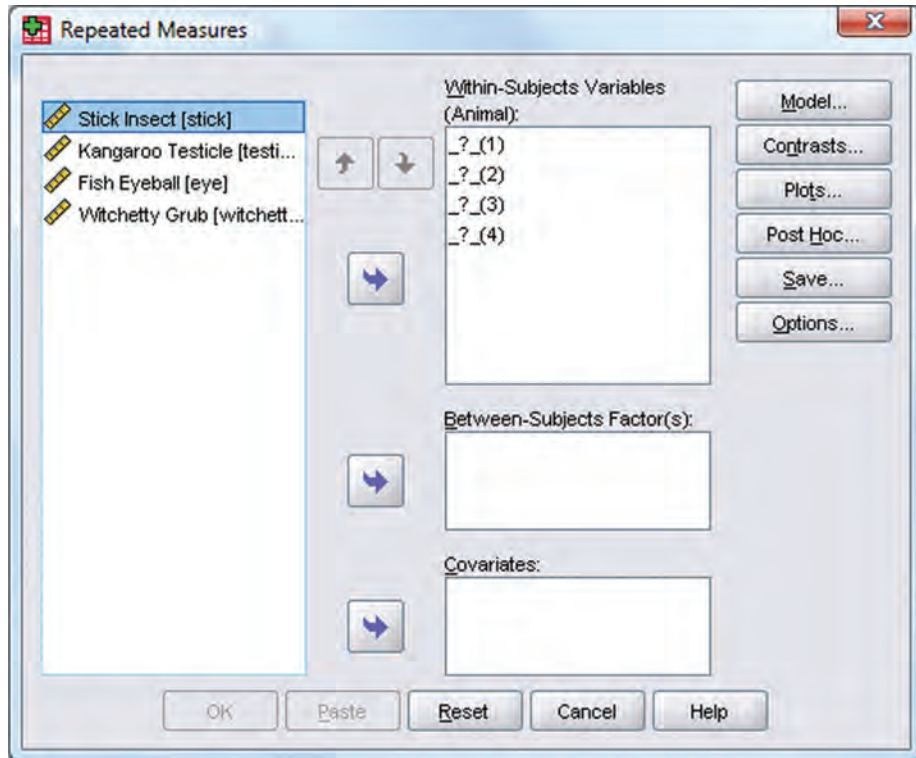 Repeated Measures
Stick Insect [stick]
Kangaroo Testicle [testi...
Fish Eyeball [eye]
Witchetty Grub [witchett...
Within-Subjects Variables
(Animal):
_?_(1)
_?_(2)
_?_(3)
_?_(4)
Between-Subjects Factor(s):
Covariates:
Model...
Contrasts...
Plots...
Post Hoc...
Save...
Options...
OK Paste Reset Cancel Help